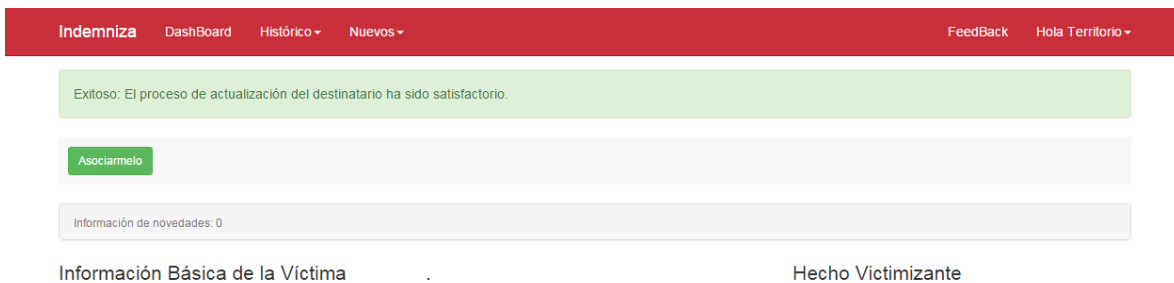 Indemniza DashBoard Histórico Nuevos FeedBack Hola Territorio
Exitoso: El proceso de actualización del destinatario ha sido satisfactorio.
Asociarmelo
Información de novedades: 0
Información Básica de la Víctima . Hecho Victimizante